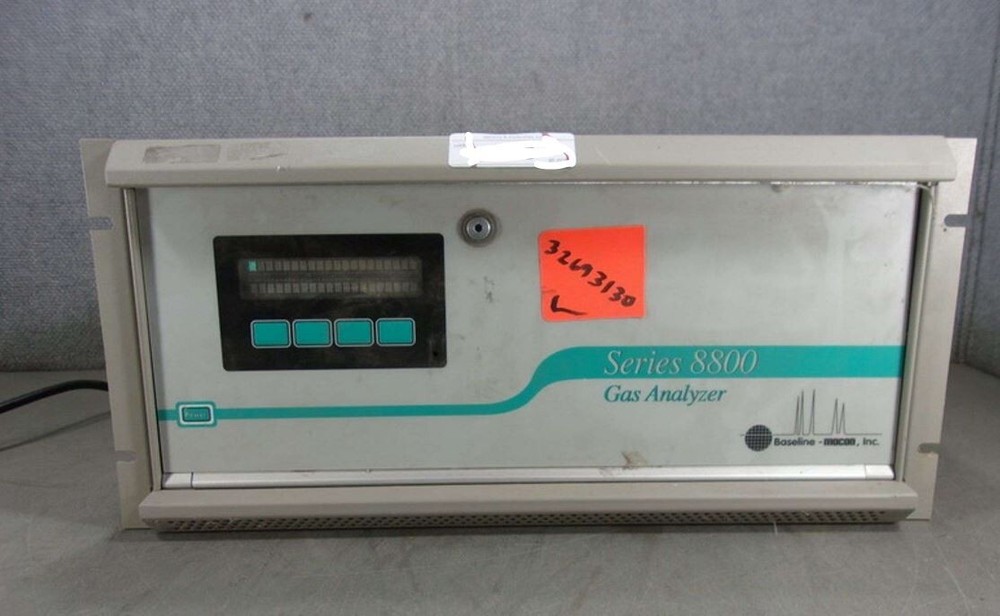 32693130
L
Series 8800
Gas Analyzer
Power
Baseline - mocon, Inc.